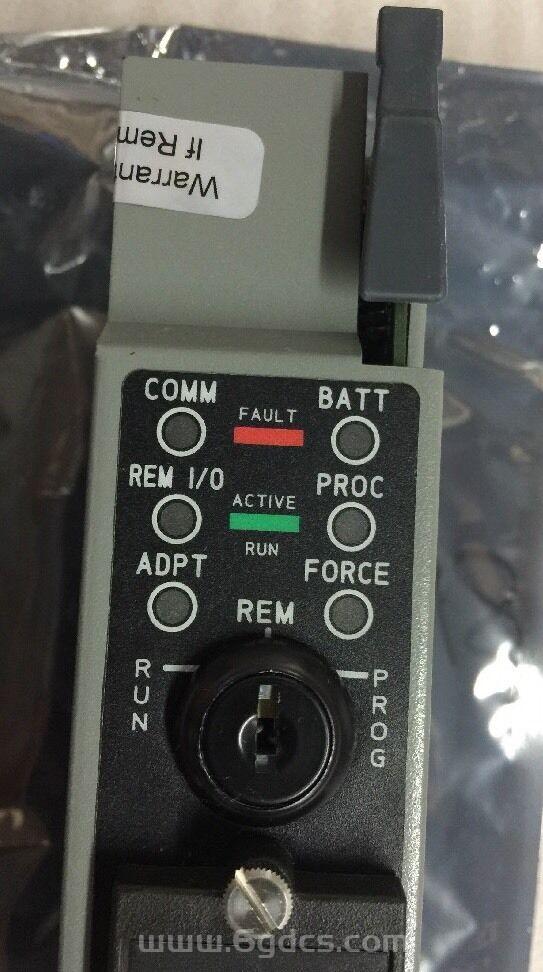 Warran
If Rem
COMM
FAULT
BATT
REM I/O
ACTIVE
PROC
RUN
ADPT
FORCE
REM
RUN
PROG
www.6gdcs.com